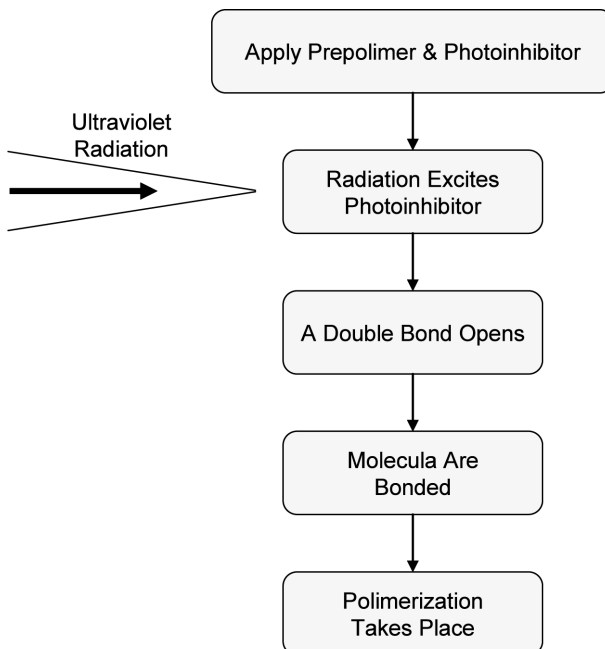 Apply Prepolimer & Photoinhibitor
Ultraviolet
Radiation
Radiation Excites
Photoinhibitor
A Double Bond Opens
Molecula Are
Bonded
Polimerization
Takes Place